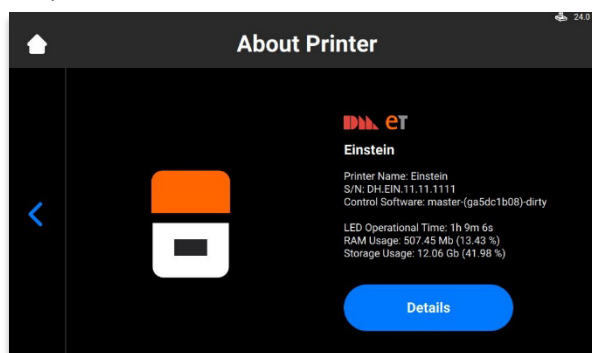 24.0
About Printer
DH. eT
Einstein
Printer Name: Einstein
S/N: DH.EIN.11.11.1111
Control Software: master-(ga5dc1b08)-dirty
LED Operational Time: 1h 9m 6s
RAM Usage: 507.45 Mb (13.43 %)
Storage Usage: 12.06 Gb (41.98 %)
Details